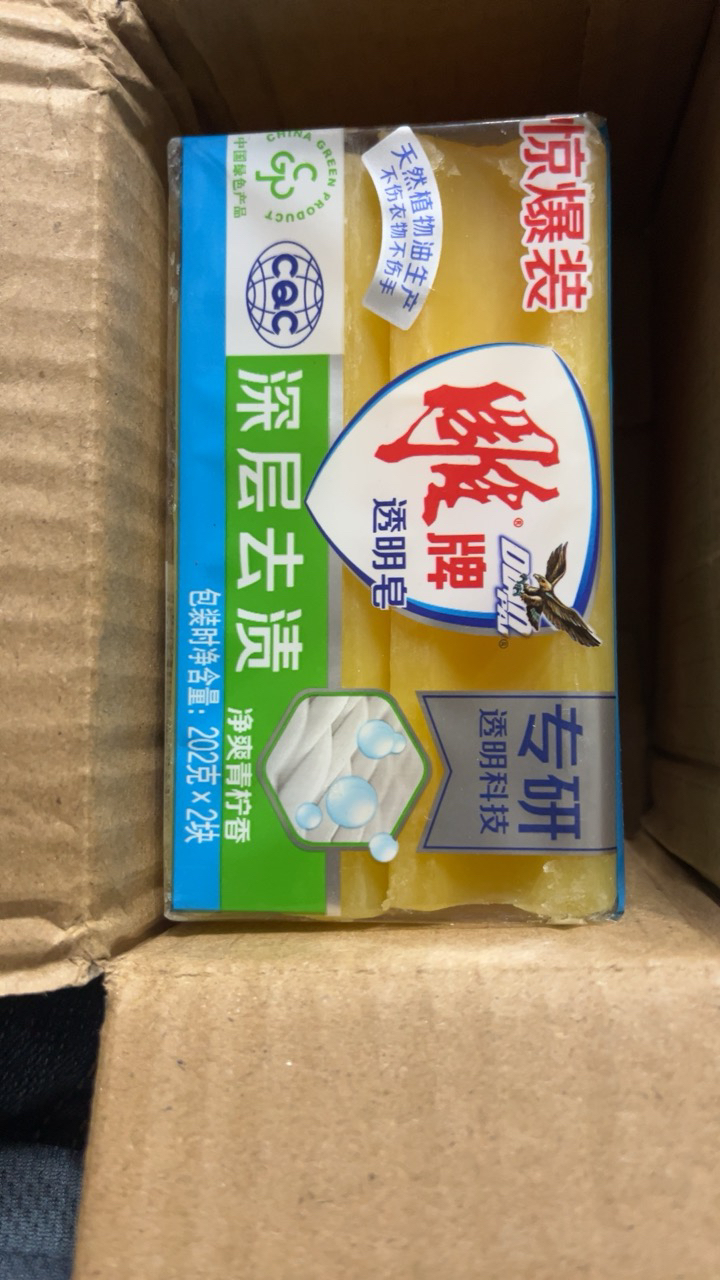 惊爆装
天然植物油生产
不伤衣物不伤手
CHINA GREEN PRODUCT
中国绿色产品
CGP
CQC
雕®
牌
透明皂
®
专研
透明科技
深层去渍
净爽青柠香
包装时净含量：202克×2块